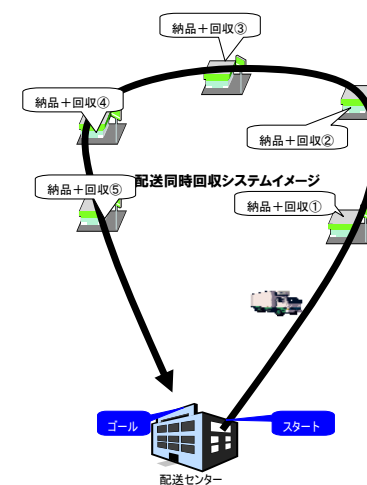 納品＋回収③
納品＋回収④
納品＋回収②
配送同時回収システムイメージ
納品＋回収⑤
納品＋回収①
ゴール
スタート
配送センター